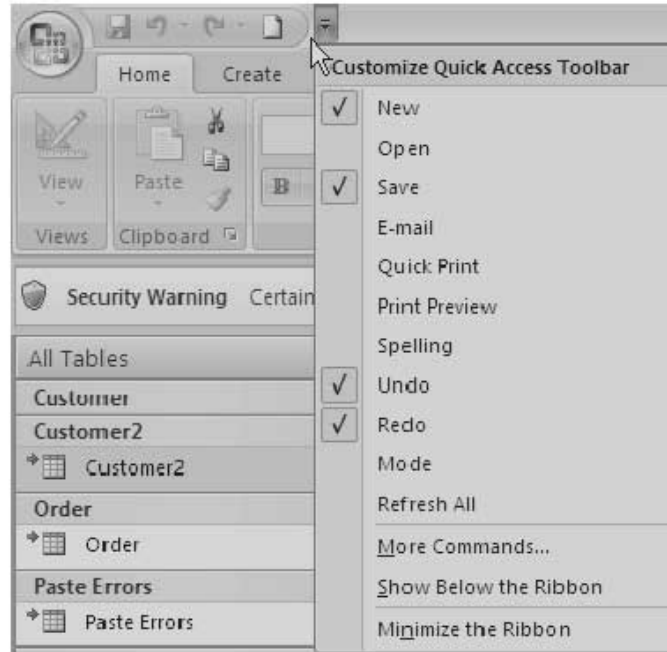 Customize Quick Access Toolbar
Home Create
New
Open
Save
E-mail
Quick Print
Print Preview
Spelling
Undo
Redo
Mode
Refresh All
More Commands...
Show Below the Ribbon
Minimize the Ribbon
View
Paste
B
Views
Clipboard
Security Warning Certain
All Tables
Customer
Customer2
Customer2
Order
Order
Paste Errors
Paste Errors